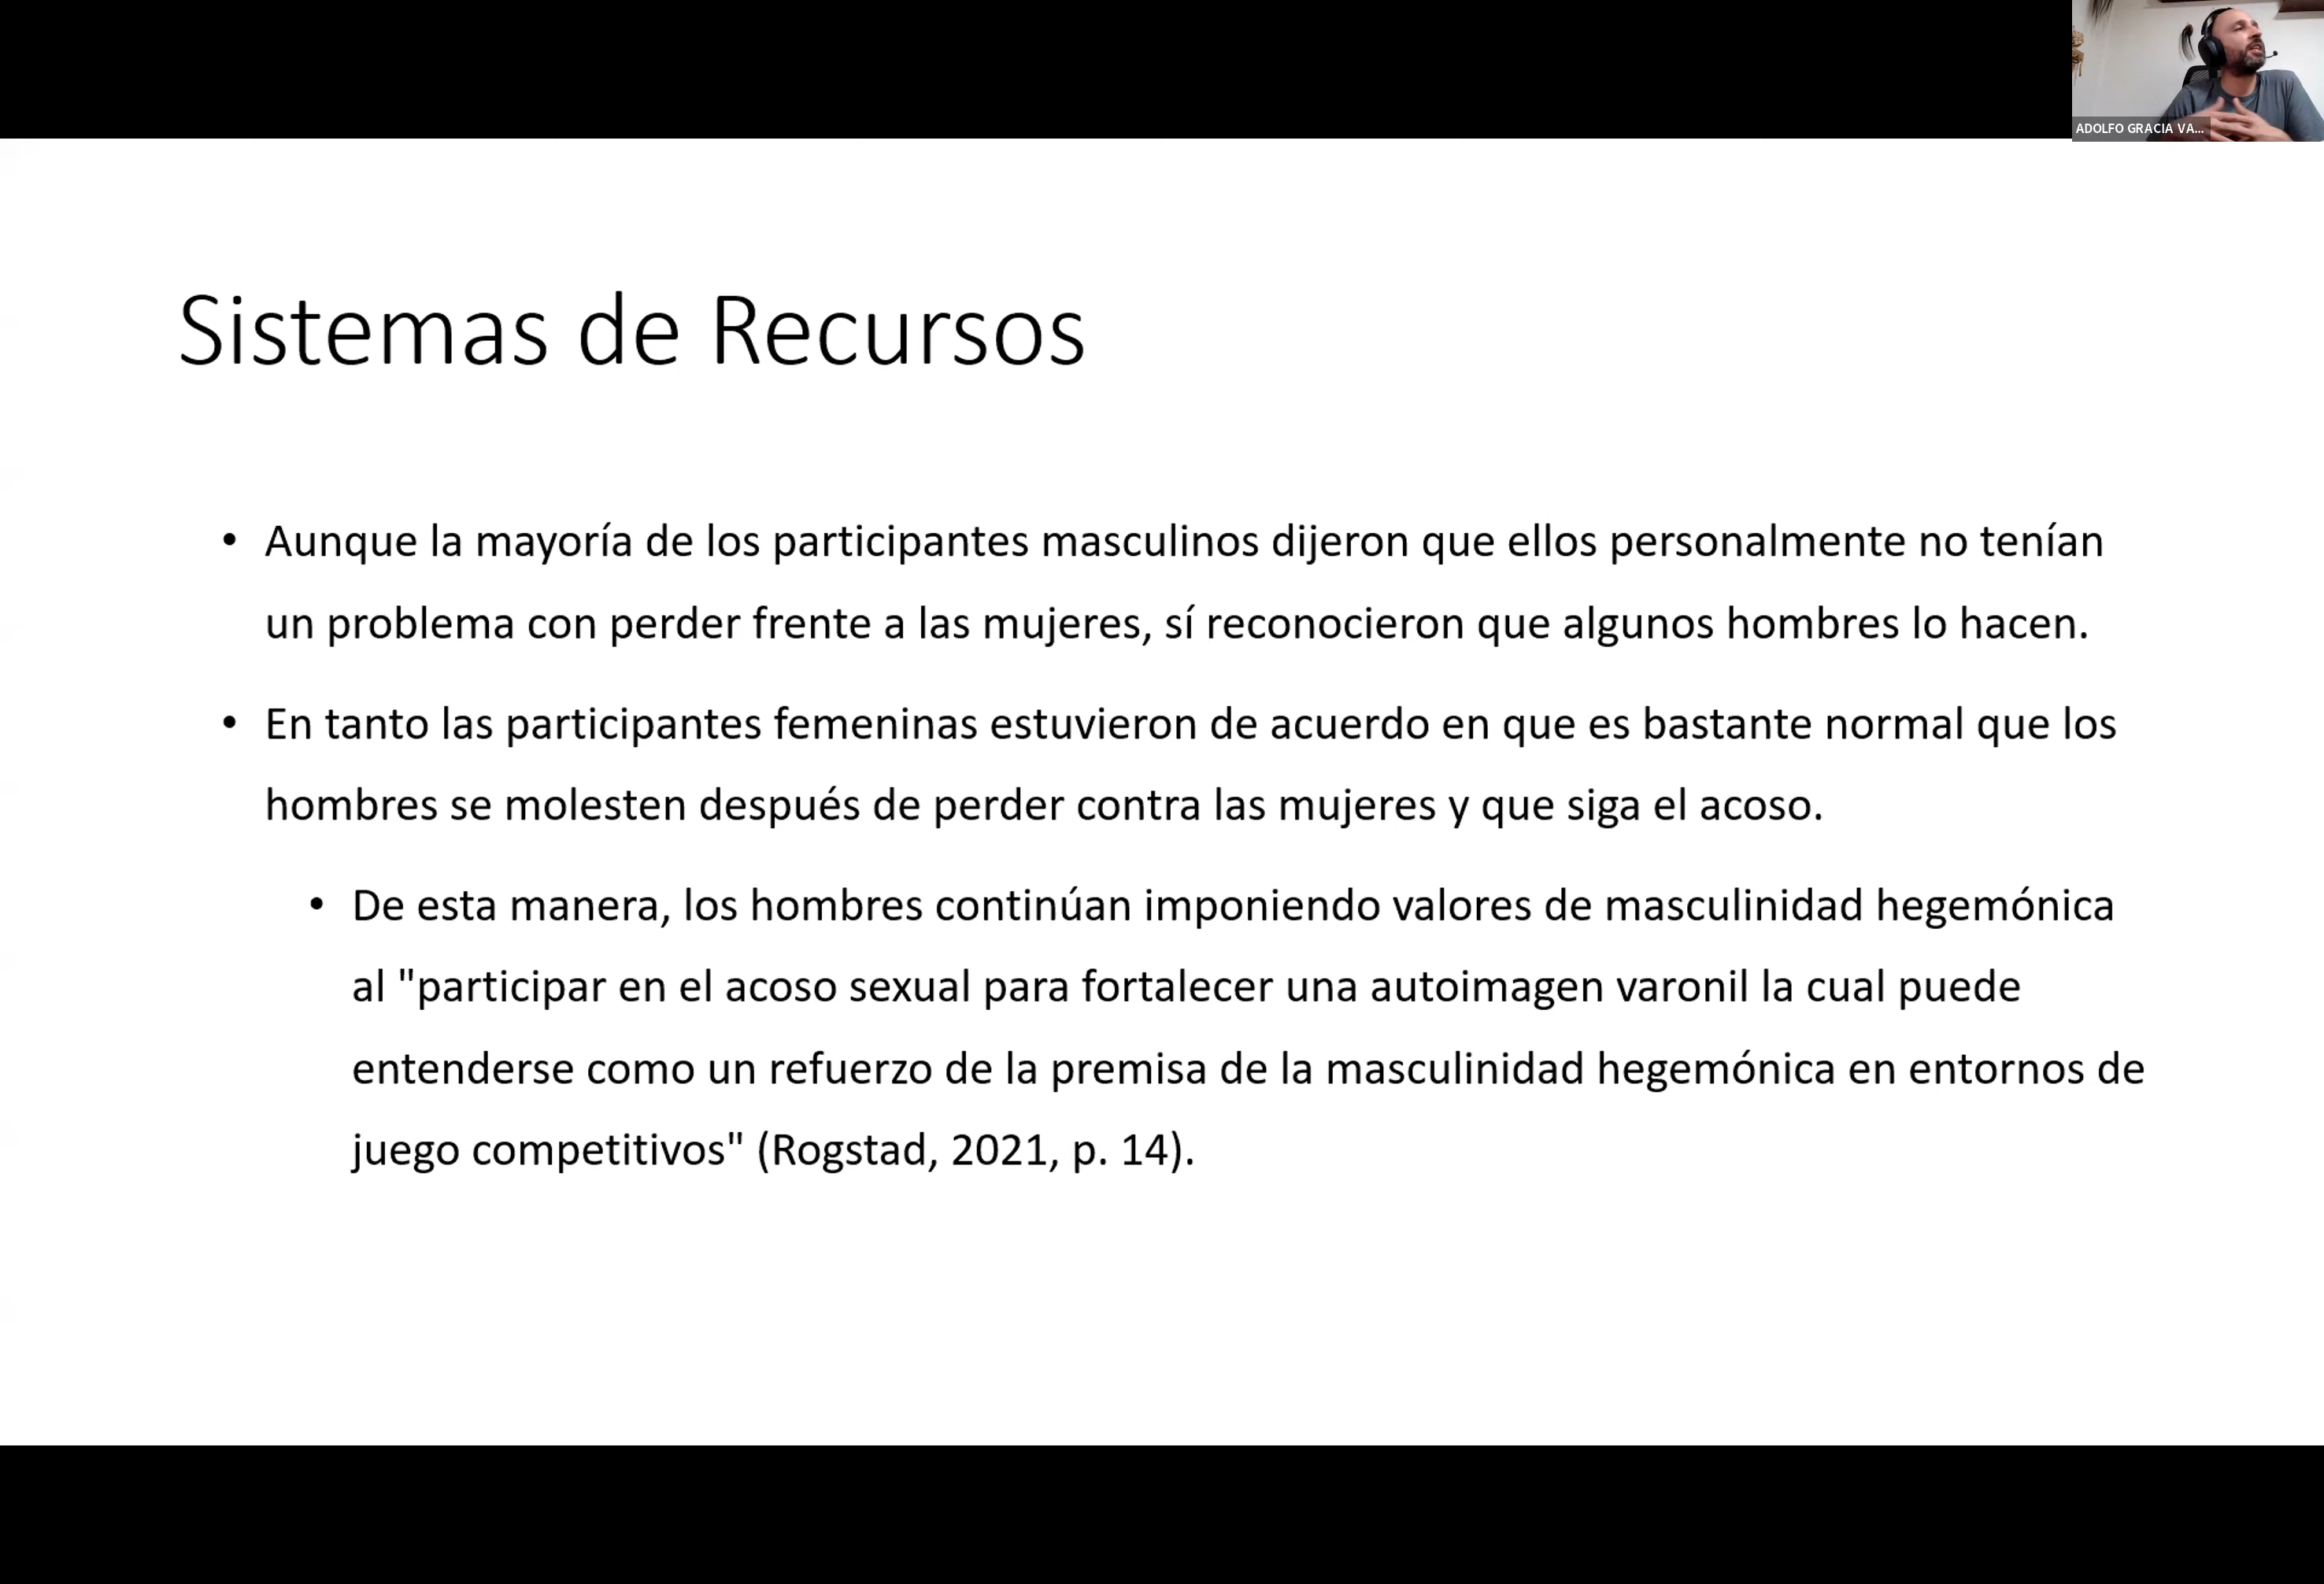 ADOLFO GRACIA VA...
Sistemas de Recursos
• Aunque la mayoría de los participantes masculinos dijeron que ellos personalmente no tenían
un problema con perder frente a las mujeres, sí reconocieron que algunos hombres lo hacen.
• En tanto las participantes femeninas estuvieron de acuerdo en que es bastante normal que los
hombres se molesten después de perder contra las mujeres y que siga el acoso.
• De esta manera, los hombres continúan imponiendo valores de masculinidad hegemónica
al "participar en el acoso sexual para fortalecer una autoimagen varonil la cual puede
entenderse como un refuerzo de la premisa de la masculinidad hegemónica en entornos de
juego competitivos" (Rogstad, 2021, p. 14).